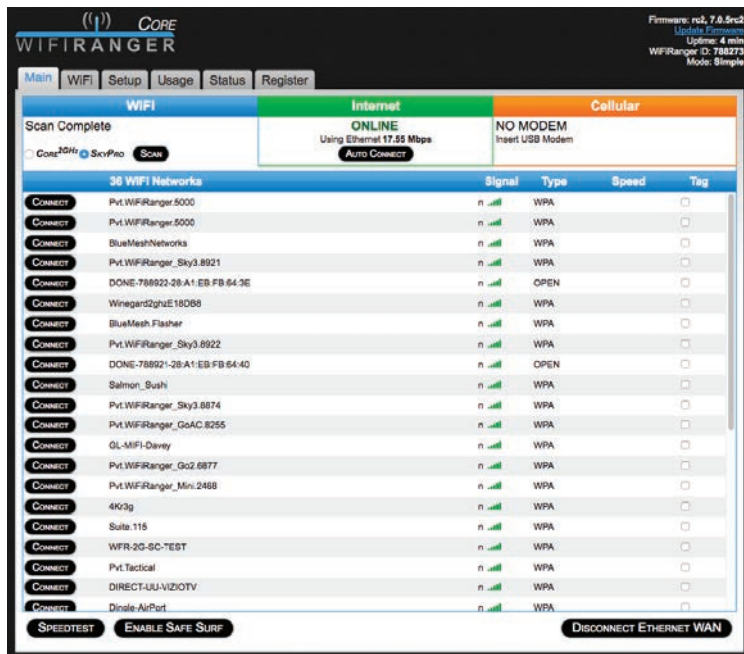 ((ı)) CORE
WIFIRANGER
Firmware: rc2, 7.0.5rc2
Update Firmware
Uptime: 4 min
WiFiRanger ID: 788273
Mode: Simple
Main WiFi Setup Usage Status Register
WIFI Internet Cellular
Scan Complete ONLINE NO MODEM
Using Ethernet 17.55 Mbps Insert USB Modem
CORE 2GHz SKYPRO SCAN AUTO CONNECT
36 WIFI Networks Signal Type Speed Tag
CONNECT Pvt.WiFiRanger.5000 n WPA
CONNECT Pvt.WiFiRanger.5000 n WPA
CONNECT BlueMeshNetworks n WPA
CONNECT Pvt.WiFiRanger_Sky3.8921 n WPA
CONNECT DONE-788922-28:A1:EB:FB:64:3E n OPEN
CONNECT Winegard2ghzE18DB8 n WPA
CONNECT BlueMesh.Flasher n WPA
CONNECT Pvt.WiFiRanger_Sky3.8922 n WPA
CONNECT DONE-788921-28:A1:EB:FB:64:40 n OPEN
CONNECT Salmon_Sushi n WPA
CONNECT Pvt.WiFiRanger_Sky3.8874 n WPA
CONNECT Pvt.WiFiRanger_GoAC.8255 n WPA
CONNECT GL-MIFI-Davey n WPA
CONNECT Pvt.WiFiRanger_Go2.6877 n WPA
CONNECT Pvt.WiFiRanger_Mini.2468 n WPA
CONNECT 4Kr3g n WPA
CONNECT Suite.115 n WPA
CONNECT WFR-2G-SC-TEST n WPA
CONNECT Pvt.Tactical n WPA
CONNECT DIRECT-UU-VIZIOTV n WPA
CONNECT Dingle-AirPort n WPA
SPEEDTEST ENABLE SAFE SURF DISCONNECT ETHERNET WAN